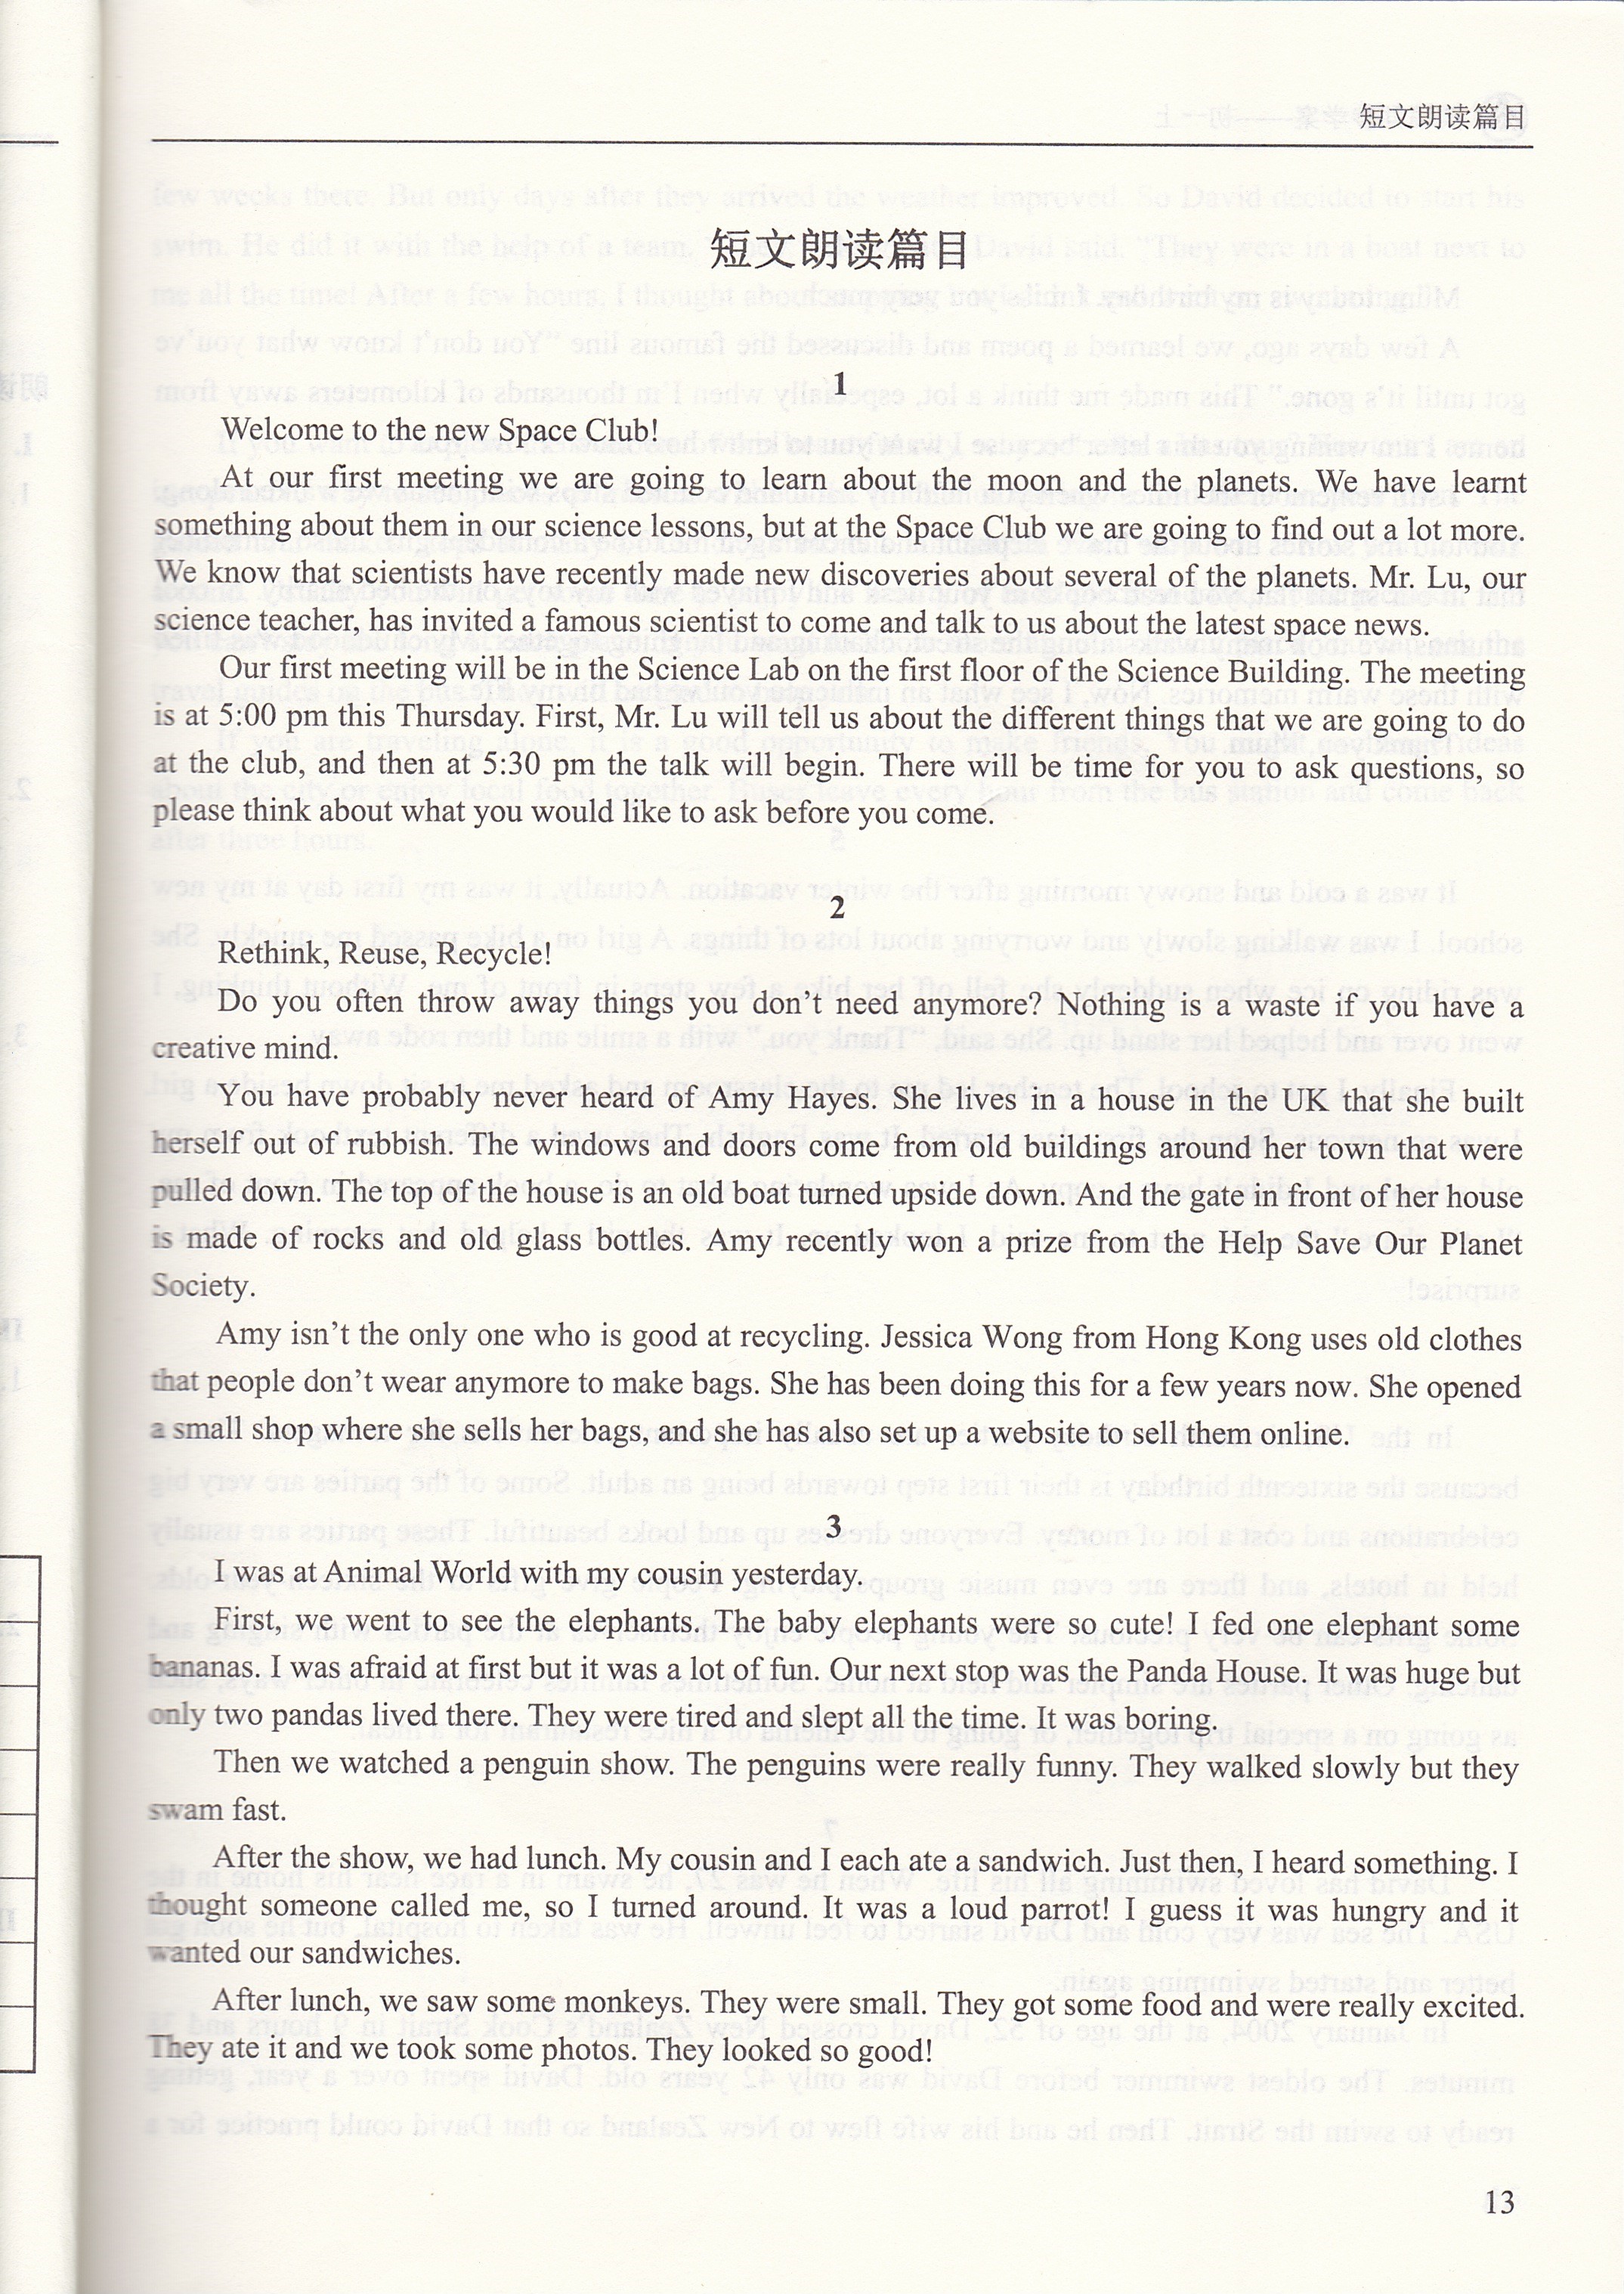 短文朗读篇目
短文朗读篇目
1
Welcome to the new Space Club!
At our first meeting we are going to learn about the moon and the planets. We have learnt
something about them in our science lessons, but at the Space Club we are going to find out a lot more.
We know that scientists have recently made new discoveries about several of the planets. Mr. Lu, our
science teacher, has invited a famous scientist to come and talk to us about the latest space news.
Our first meeting will be in the Science Lab on the first floor of the Science Building. The meeting
is at 5:00 pm this Thursday. First, Mr. Lu will tell us about the different things that we are going to do
at the club, and then at 5:30 pm the talk will begin. There will be time for you to ask questions, so
please think about what you would like to ask before you come.
2
Rethink, Reuse, Recycle!
Do you often throw away things you don't need anymore? Nothing is a waste if you have a
creative mind.
You have probably never heard of Amy Hayes. She lives in a house in the UK that she built
herself out of rubbish. The windows and doors come from old buildings around her town that were
pulled down. The top of the house is an old boat turned upside down. And the gate in front of her house
is made of rocks and old glass bottles. Amy recently won a prize from the Help Save Our Planet
Society.
Amy isn't the only one who is good at recycling. Jessica Wong from Hong Kong uses old clothes
that people don't wear anymore to make bags. She has been doing this for a few years now. She opened
a small shop where she sells her bags, and she has also set up a website to sell them online.
3
I was at Animal World with my cousin yesterday.
First, we went to see the elephants. The baby elephants were so cute! I fed one elephant some
bananas. I was afraid at first but it was a lot of fun. Our next stop was the Panda House. It was huge but
only two pandas lived there. They were tired and slept all the time. It was boring.
Then we watched a penguin show. The penguins were really funny. They walked slowly but they
swam fast.
After the show, we had lunch. My cousin and I each ate a sandwich. Just then, I heard something. I
thought someone called me, so I turned around. It was a loud parrot! I guess it was hungry and it
wanted our sandwiches.
After lunch, we saw some monkeys. They were small. They got some food and were really excited.
They ate it and we took some photos. They looked so good!
13